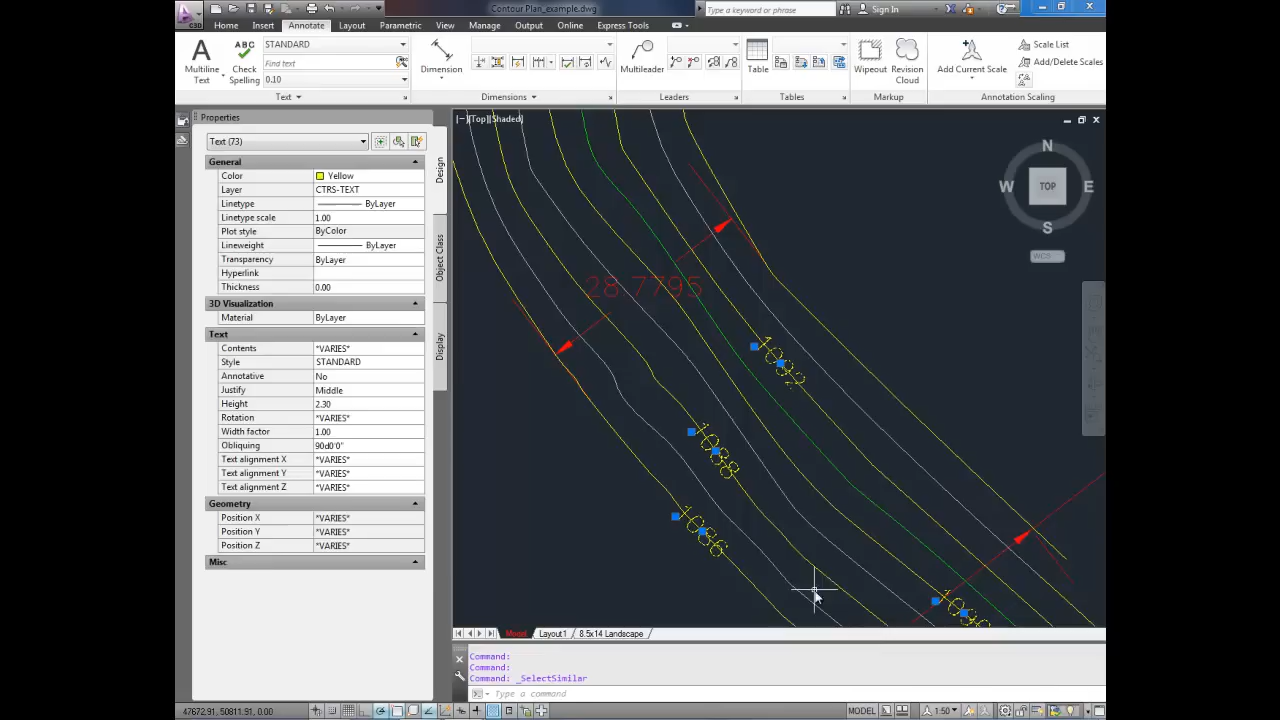 Contour Plan_example.dwg
Type a keyword or phrase
Sign In
C3D
Home Insert Annotate Layout Parametric View Manage Output Online Express Tools
A
Multiline
Text
ABC
Check
Spelling
STANDARD
Find text
0.10
Text
Dimension
Dimensions
Multileader
Leaders
Table
Tables
Wipeout
Revision
Cloud
Markup
Add Current Scale
Scale List
Add/Delete Scales
Annotation Scaling
Properties
Text (73)
General
Color Yellow
Layer CTRS-TEXT
Linetype ByLayer
Linetype scale 1.00
Plot style ByColor
Lineweight ByLayer
Transparency ByLayer
Hyperlink
Thickness 0.00
3D Visualization
Material ByLayer
Text
Contents *VARIES*
Style STANDARD
Annotative No
Justify Middle
Height 2.30
Rotation *VARIES*
Width factor 1.00
Obliquing 90d0'0"
Text alignment X *VARIES*
Text alignment Y *VARIES*
Text alignment Z *VARIES*
Geometry
Position X *VARIES*
Position Y *VARIES*
Position Z *VARIES*
Misc
Design
Object Class
Display
[−][Top][Shaded]
N
W TOP E
S
WCS
28.7795
1092
1088
1086
1090
Model Layout1 8.5x14 Landscape
Command:
Command:
Command: _SelectSimilar
Type a command
47672.91, 50811.91, 0.00
MODEL
1:50